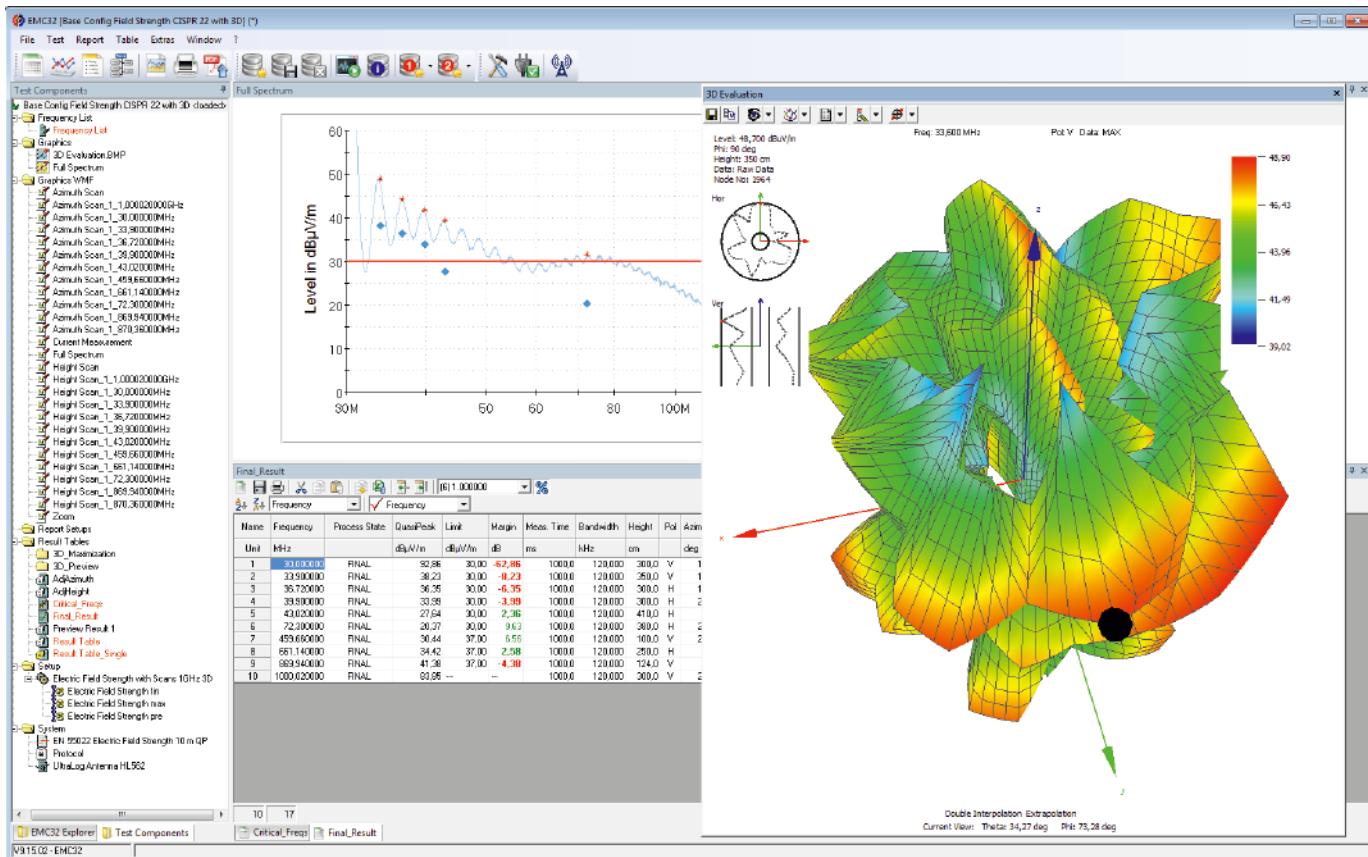 EMC32 [Base Config Field Strength CISPR 22 with 3D] (*)
File Test Report Table Extras Window ?
Test Components
Base Config Field Strength CISPR 22 with 3D
Frequency List
Frequency List
Graphics
3D Evaluation.BMP
Full Spectrum
Graphics WMF
Azimuth Scan
Azimuth Scan_1_1,000020000GHz
Azimuth Scan_1_30,000000MHz
Azimuth Scan_1_33,900000MHz
Azimuth Scan_1_36,720000MHz
Azimuth Scan_1_39,900000MHz
Azimuth Scan_1_43,020000MHz
Azimuth Scan_1_459,660000MHz
Azimuth Scan_1_661,140000MHz
Azimuth Scan_1_72,300000MHz
Azimuth Scan_1_869,940000MHz
Azimuth Scan_1_870,360000MHz
Current Measurement
Full Spectrum
Height Scan
Height Scan_1_1,000020000GHz
Height Scan_1_30,000000MHz
Height Scan_1_33,900000MHz
Height Scan_1_36,720000MHz
Height Scan_1_39,900000MHz
Height Scan_1_43,020000MHz
Height Scan_1_459,660000MHz
Height Scan_1_661,140000MHz
Height Scan_1_72,300000MHz
Height Scan_1_869,940000MHz
Height Scan_1_870,360000MHz
Zoom
Report Setups
Result Tables
3D_Maximization
3D_Preview
AdjAzimuth
AdjHeight
Critical_Freqs
Final_Result
Preview Result 1
Result Table
Result Table_Single
Setup
Electric Field Strength with Scans 1GHz 3D
Electric Field Strength fin
Electric Field Strength max
Electric Field Strength pre
System
EN 55022 Electric Field Strength 10 m QP
Protocol
UltraLog Antenna HL562
EMC32 Explorer Test Components
V9.15.02 - EMC32
Full Spectrum
Level in dBµV/m
60
50
40
30
20
10
0
30M 50 60 80 100M
Final_Result
[6] 1.000000
Frequency Frequency
Name Frequency Process State QuasiPeak Limit Margin Meas. Time Bandwidth Height Pol
Unit MHz dBµV/m dBµV/m dB ms kHz cm deg
1 30,000000 FINAL 92,86 30,00 -62,86 1000,0 120,000 300,0 V 1
2 33,900000 FINAL 38,23 30,00 -8,23 1000,0 120,000 350,0 V 1
3 36,720000 FINAL 36,35 30,00 -6,35 1000,0 120,000 300,0 H 1
4 39,900000 FINAL 33,99 30,00 -3,99 1000,0 120,000 300,0 H 2
5 43,020000 FINAL 27,64 30,00 2,36 1000,0 120,000 410,0 H
6 72,300000 FINAL 20,37 30,00 9,63 1000,0 120,000 380,0 H 2
7 459,660000 FINAL 30,44 37,00 6,56 1000,0 120,000 100,0 V 2
8 661,140000 FINAL 34,42 37,00 2,58 1000,0 120,000 250,0 H
9 869,940000 FINAL 41,38 37,00 -4,38 1000,0 120,000 124,0 V
10 1000,020000 FINAL 83,85 -- -- 1000,0 120,000 300,0 V 2
10 17
Critical_Freqs Final_Result
3D Evaluation
Level: 48,700 dBuV/m
Phi: 90 deg
Height: 350 cm
Data: Raw Data
Node No: 1964
Freq: 33,600 MHz
Pol: V Data: MAX
Hor
Ver
48,90
43,96
41,49
39,02
z
x
Double Interpolation Extrapolation
Current View: Theta: 34,27 deg Phi: 73,28 deg